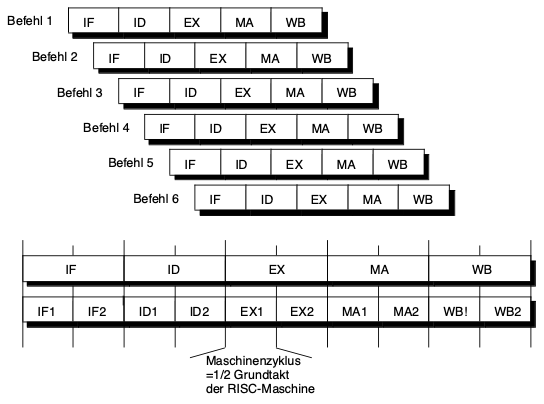 Befehl 1 IF ID EX MA WB
Befehl 2 IF ID EX MA WB
Befehl 3 IF ID EX MA WB
Befehl 4 IF ID EX MA WB
Befehl 5 IF ID EX MA WB
Befehl 6 IF ID EX MA WB
IF ID EX MA WB
IF1 IF2 ID1 ID2 EX1 EX2 MA1 MA2 WB! WB2
Maschinenzyklus
=1/2 Grundtakt
der RISC-Maschine